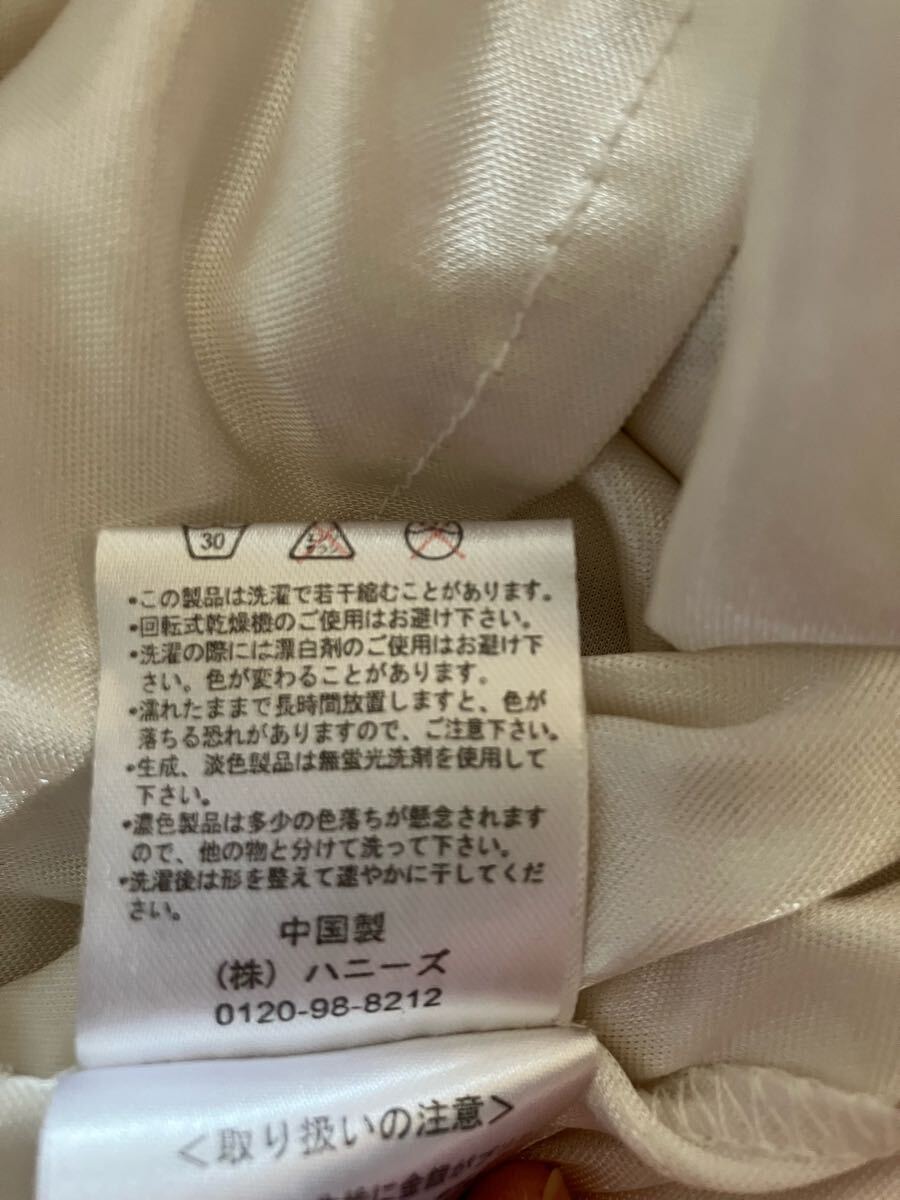 30
•この製品は洗濯で若干縮むことがあります。
•回転式乾燥機のご使用はお避け下さい。
•洗濯の際には漂白剤のご使用はお避け下
さい。色が変わることがあります。
•濡れたままで長時間放置しますと、色が
落ちる恐れがありますので、ご注意下さい。
•生成、淡色製品は無蛍光洗剤を使用して
下さい。
•濃色製品は多少の色落ちが懸念されます
ので、他の物と分けて洗って下さい。
•洗濯後は形を整えて速やかに干してくだ
さい。
中国製
(株) ハニーズ
0120-98-8212
＜取り扱いの注意＞
に金銀が